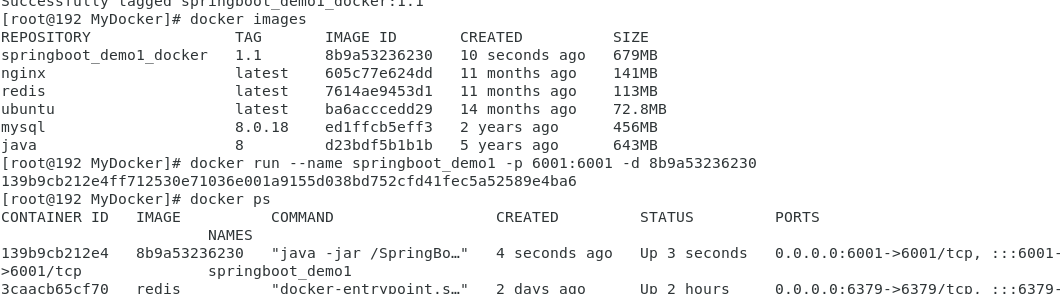 Successfully tagged springboot_demo1_docker:1.1
[root@192 MyDocker]# docker images
REPOSITORY               TAG       IMAGE ID       CREATED          SIZE
springboot_demo1_docker   1.1       8b9a53236230   10 seconds ago   679MB
nginx                     latest    605c77e624dd   11 months ago    141MB
redis                     latest    7614ae9453d1   11 months ago    113MB
ubuntu                    latest    ba6acccedd29   14 months ago    72.8MB
mysql                     8.0.18    ed1ffcb5eff3   2 years ago      456MB
java                      8         d23bdf5b1b1b   5 years ago      643MB
[root@192 MyDocker]# docker run --name springboot_demo1 -p 6001:6001 -d 8b9a53236230
139b9cb212e4ff712530e71036e001a9155d038bd752cfd41fec5a52589e4ba6
[root@192 MyDocker]# docker ps
CONTAINER ID   IMAGE          COMMAND                  CREATED         STATUS         PORTS
                       NAMES
139b9cb212e4   8b9a53236230   "java -jar /SpringBo…"   4 seconds ago   Up 3 seconds   0.0.0.0:6001->6001/tcp, :::6001-
>6001/tcp              springboot_demo1
3caacb65cf70   redis          "docker-entrypoint.s…"   2 days ago      Up 2 hours     0.0.0.0:6379->6379/tcp, :::6379-